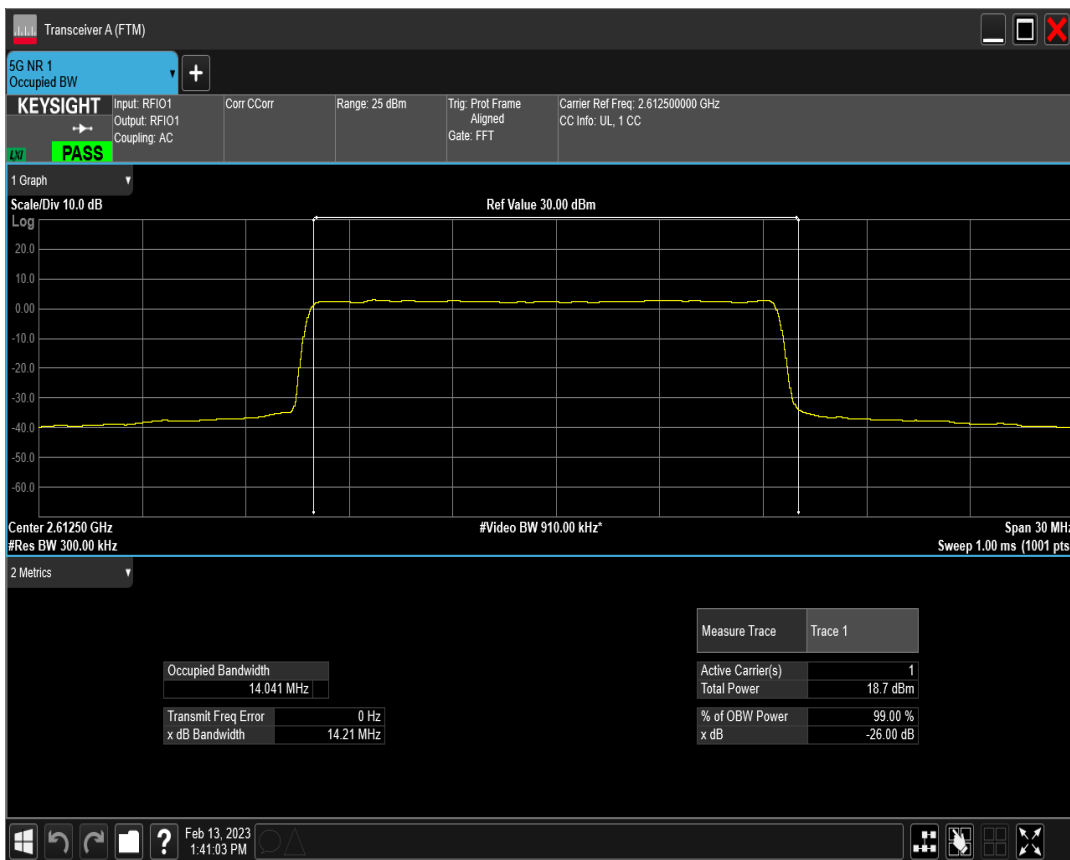 Transceiver A (FTM)
5G NR 1
Occupied BW
+
KEYSIGHT
LXI
PASS
Input: RFIO1
Output: RFIO1
Coupling: AC
Corr CCorr
Range: 25 dBm
Trig: Prot Frame
Aligned
Gate: FFT
Carrier Ref Freq: 2.612500000 GHz
CC Info: UL, 1 CC
1 Graph
Scale/Div 10.0 dB
Ref Value 30.00 dBm
Log
20.0
10.0
0.00
-10.0
-20.0
-30.0
-40.0
-50.0
-60.0
Center 2.61250 GHz
#Video BW 910.00 kHz*
Span 30 MHz
#Res BW 300.00 kHz
Sweep 1.00 ms (1001 pts
2 Metrics
Measure Trace Trace 1
Occupied Bandwidth
14.041 MHz
Active Carrier(s) 1
Total Power 18.7 dBm
Transmit Freq Error 0 Hz
x dB Bandwidth 14.21 MHz
% of OBW Power 99.00 %
x dB -26.00 dB
?
Feb 13, 2023
1:41:03 PM